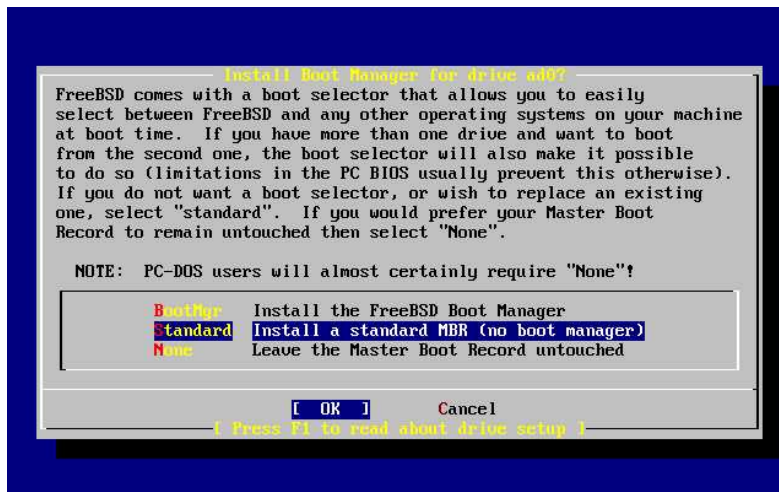 Install Boot Manager for drive ad0?
FreeBSD comes with a boot selector that allows you to easily
select between FreeBSD and any other operating systems on your machine
at boot time.  If you have more than one drive and want to boot
from the second one, the boot selector will also make it possible
to do so (limitations in the PC BIOS usually prevent this otherwise).
If you do not want a boot selector, or wish to replace an existing
one, select "standard".  If you would prefer your Master Boot
Record to remain untouched then select "None".
NOTE:  PC-DOS users will almost certainly require "None"!
BootMgr   Install the FreeBSD Boot Manager
Standard  Install a standard MBR (no boot manager)
None      Leave the Master Boot Record untouched
[  OK  ]     Cancel
[ Press F1 to read about drive setup ]